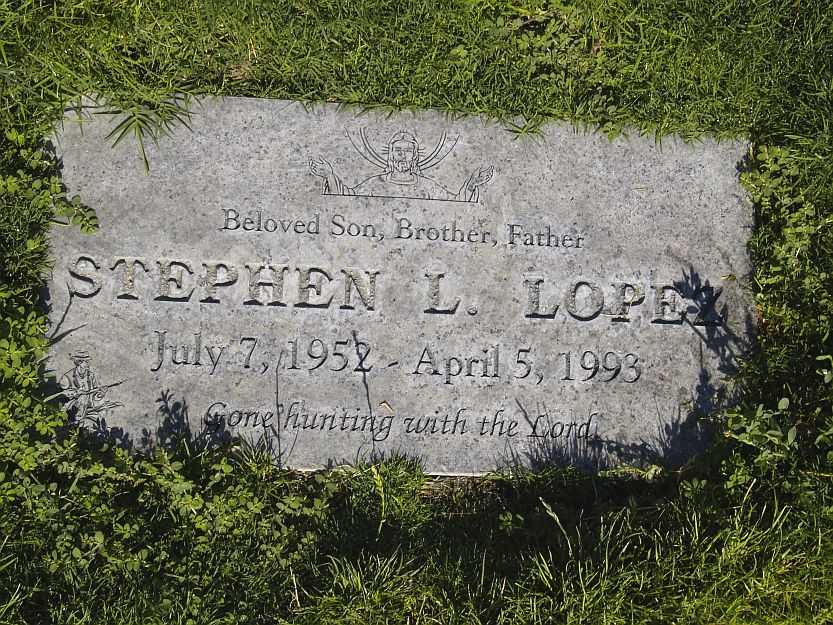 Beloved Son, Brother, Father
STEPHEN L. LOPEZ
July 7, 1952 - April 5, 1993
Gone hunting with the Lord.